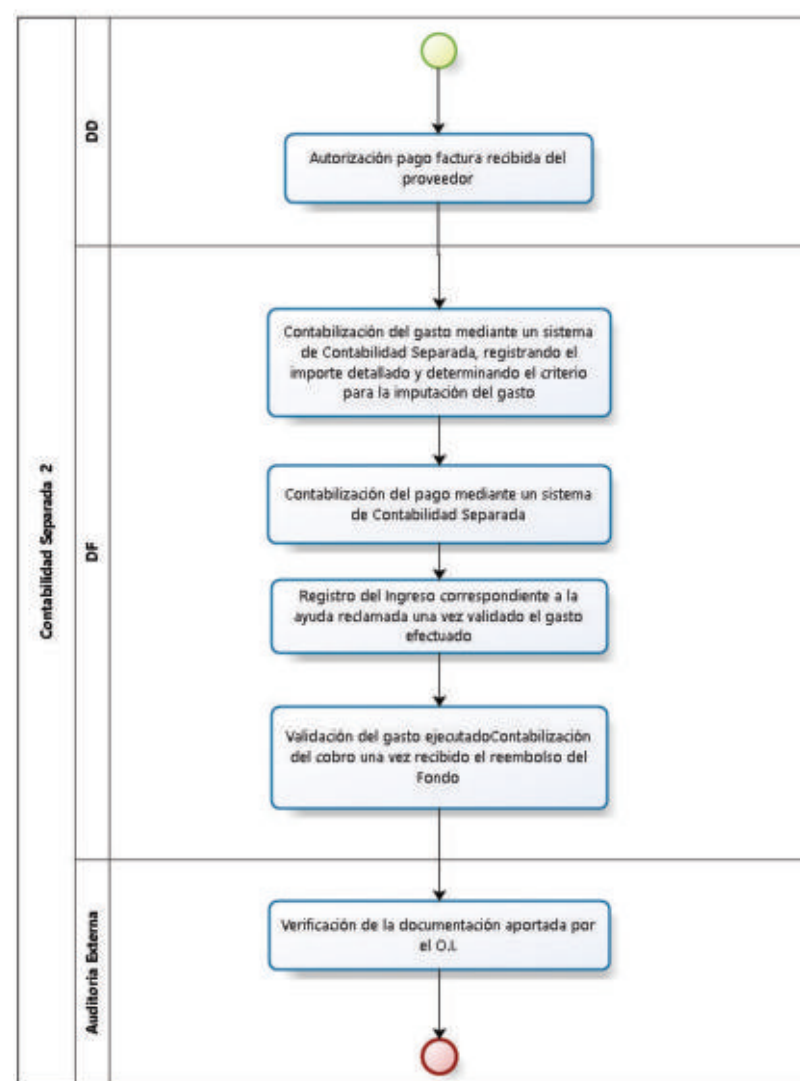 Contabilidad Separada 2
DD
Autorización pago factura recibida del
proveedor
DF
Contabilización del gasto mediante un sistema
de Contabilidad Separada, registrando el
importe detallado y determinando el criterio
para la imputación del gasto
Contabilización del pago mediante un sistema
de Contabilidad Separada
Registro del Ingreso correspondiente a la
ayuda reclamada una vez validado el gasto
efectuado
Validación del gasto ejecutadoContabilización
del cobro una vez recibido el reembolso del
Fondo
Auditoría Externa
Verificación de la documentación aportada por
el O.I.